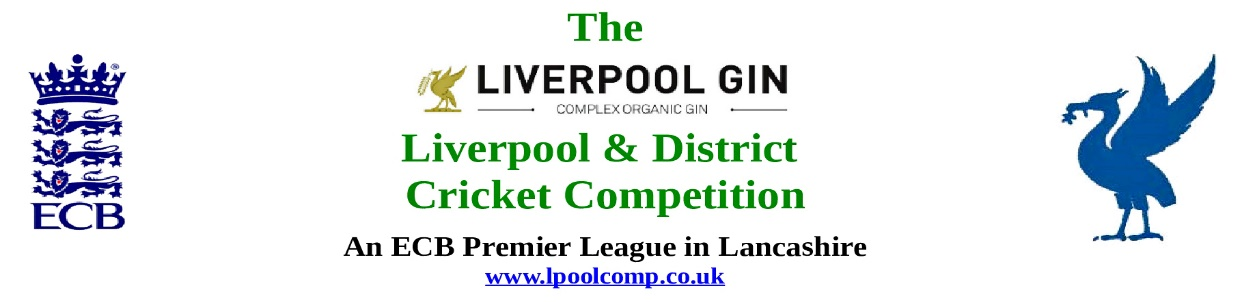 The
LIVERPOOL GIN
COMPLEX ORGANIC GIN
Liverpool & District
Cricket Competition
An ECB Premier League in Lancashire
www.lpoolcomp.co.uk
ECB
®